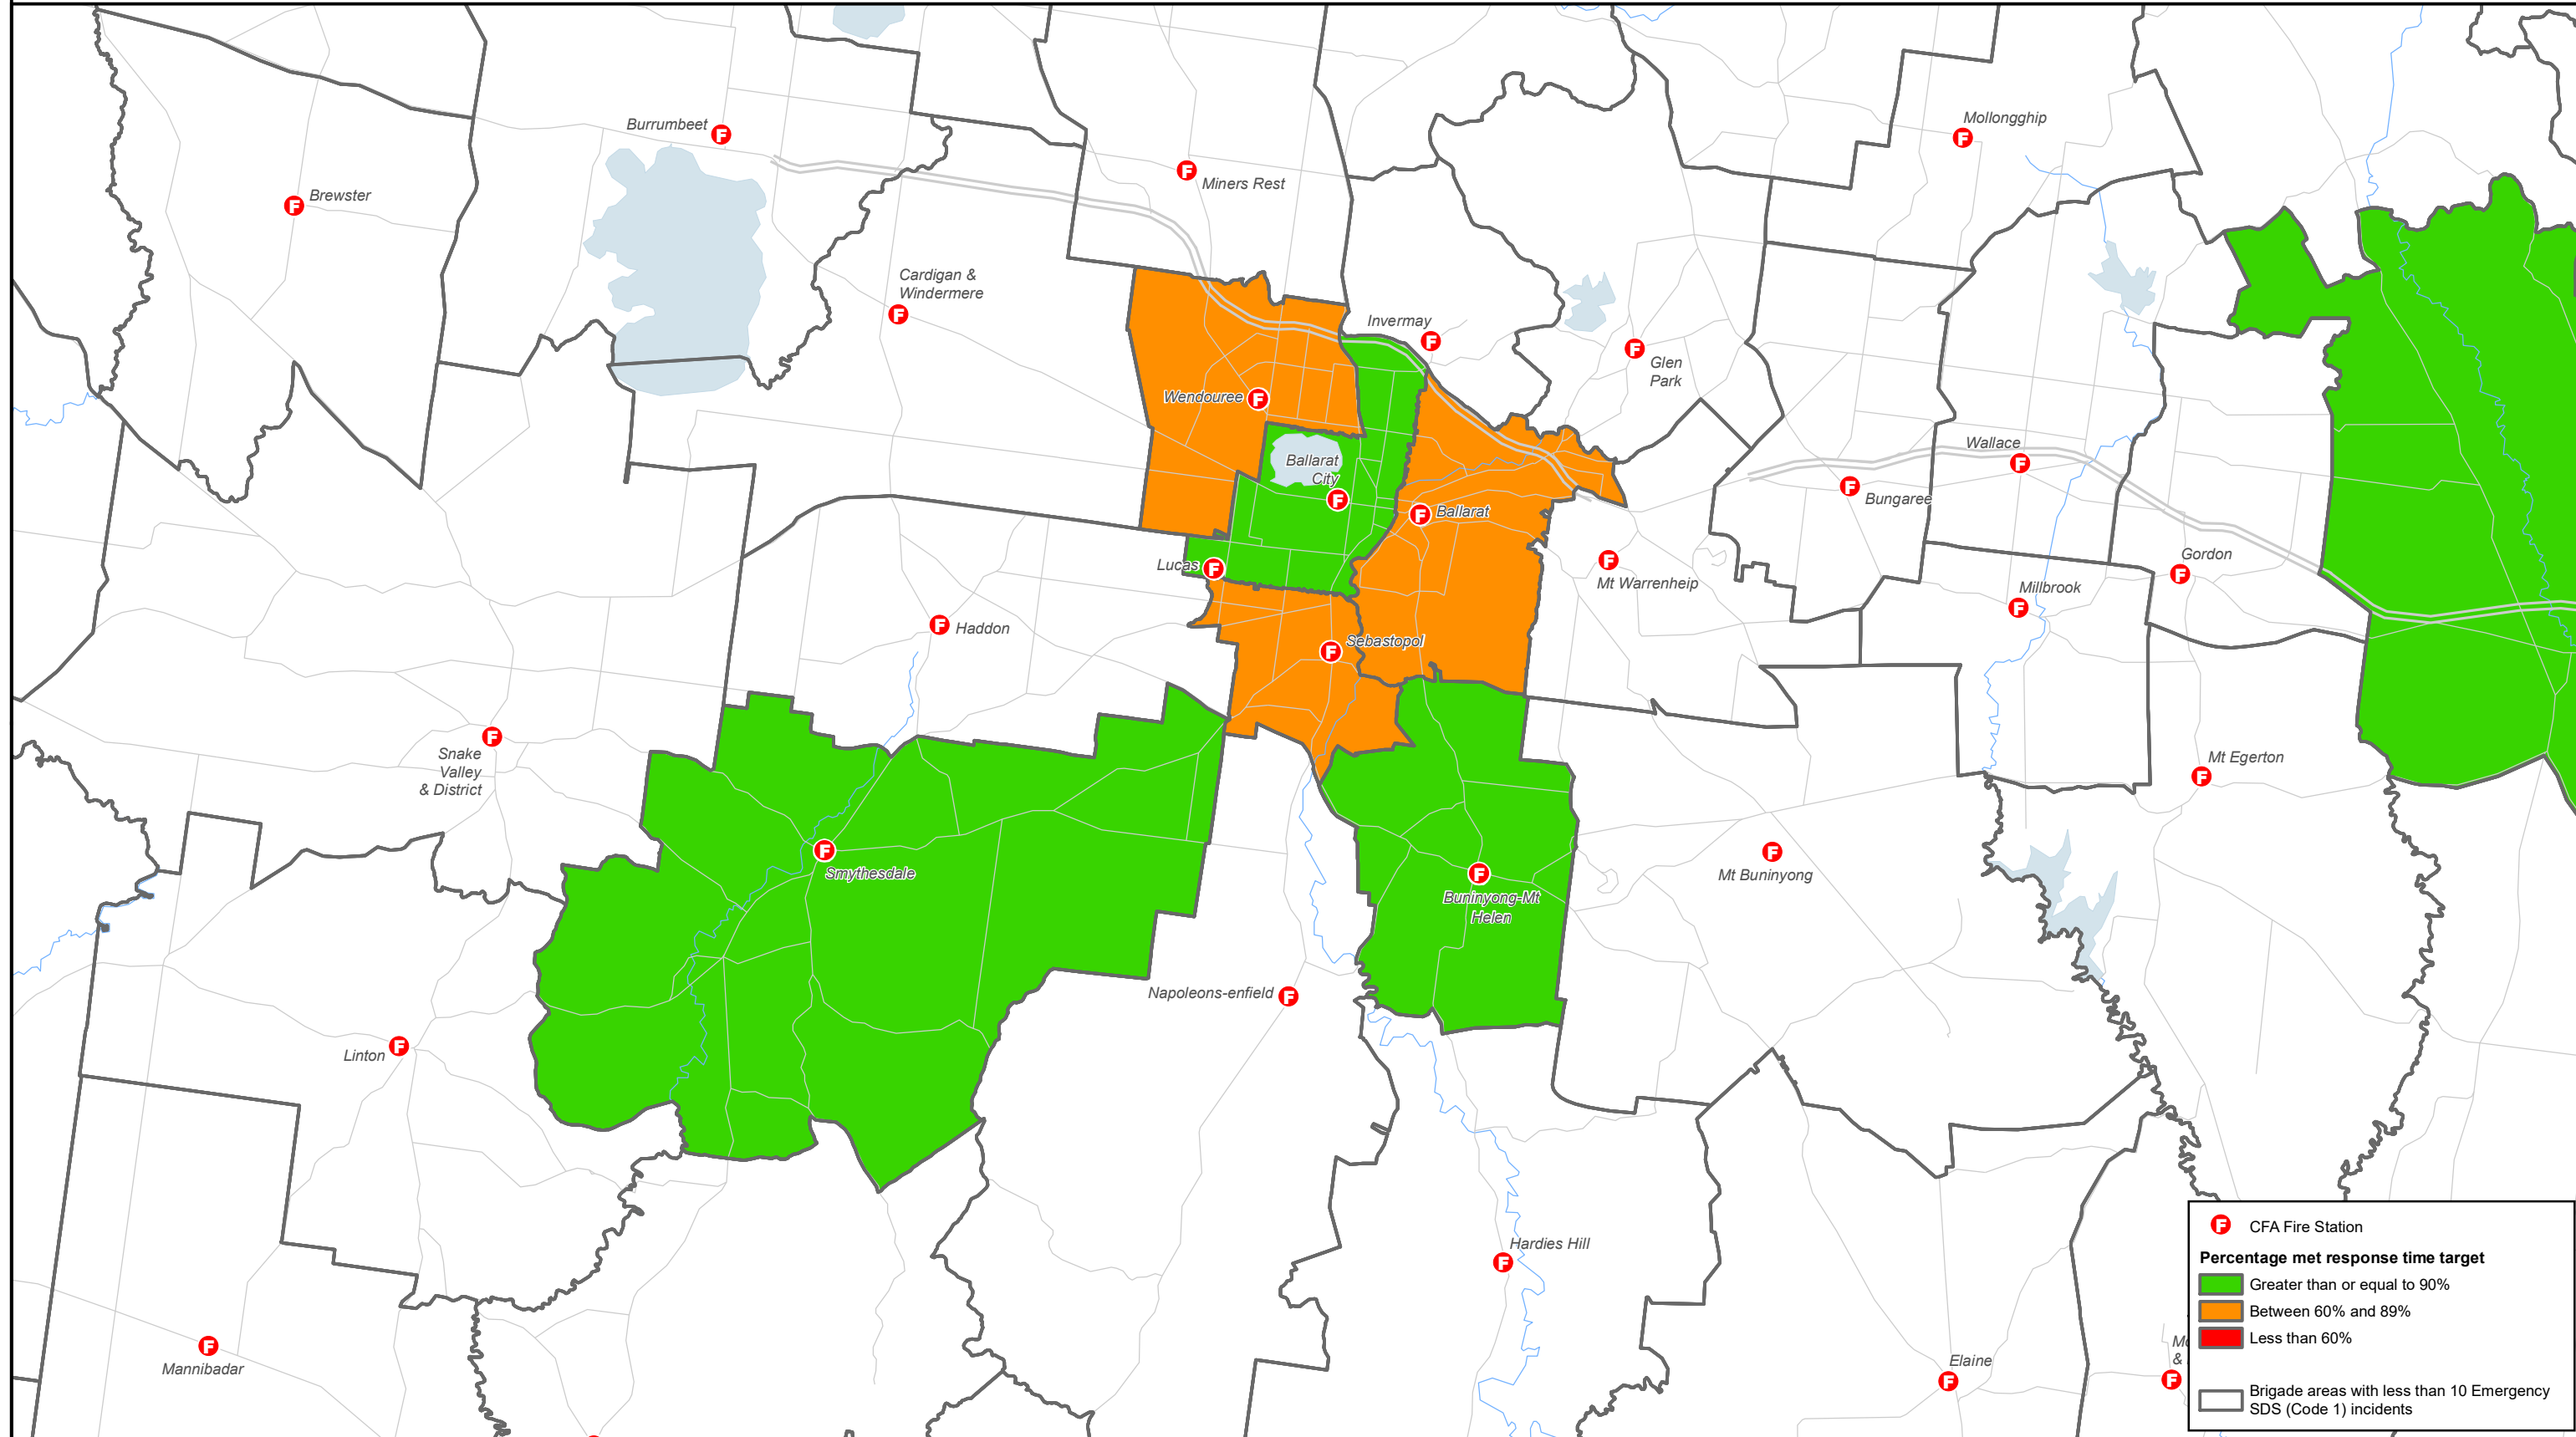 Mollongghip
Burrumbeet
Miners Rest
Brewster
Cardigan &
Windermere
Invermay
Glen
Park
Wendouree
Wallace
Ballarat
City
Bungaree
Ballarat
Gordon
Lucas
Mt Warrenheip
Millbrook
Haddon
Sebastopol
Snake
Valley
& District
Mt Egerton
Smythesdale
Mt Buninyong
Buninyong-Mt
Helen
Napoleons-enfield
Linton
Hardies Hill
Mannibadar
Elaine
&
F CFA Fire Station
Percentage met response time target
Greater than or equal to 90%
Between 60% and 89%
Less than 60%
Brigade areas with less than 10 Emergency
SDS (Code 1) incidents